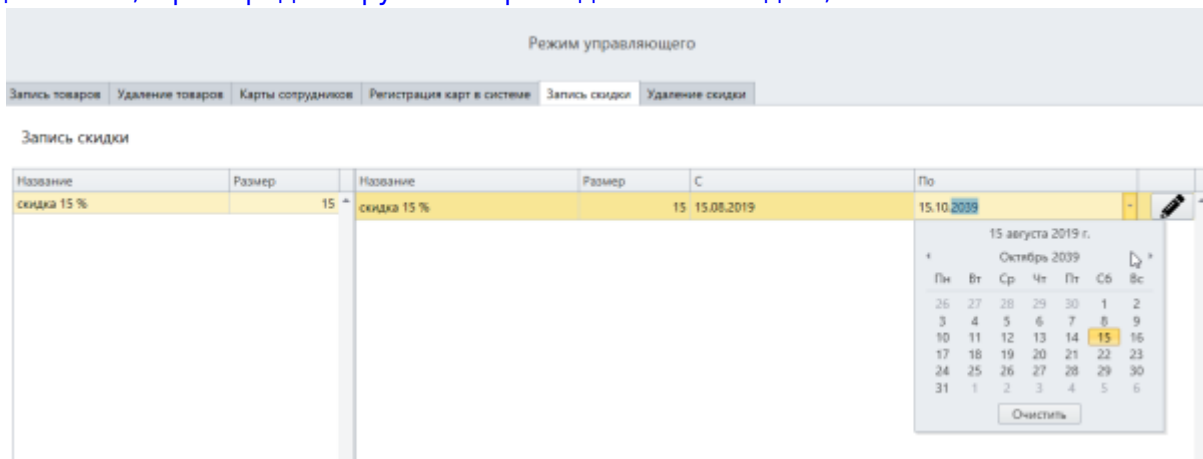 Режим управляющего
Запись товаров Удаление товаров Карты сотрудников Регистрация карт в системе Запись скидки Удаление скидки
Запись скидки
Название Размер Название Размер С По
скидка 15 % 15 скидка 15 % 15 15.08.2019 15.10.2039
15 августа 2019 г.
Октябрь 2039
Пн Вт Ср Чт Пт Сб Вс
26 27 28 29 30 1 2
3 4 5 6 7 8 9
10 11 12 13 14 15 16
17 18 19 20 21 22 23
24 25 26 27 28 29 30
31 1 2 3 4 5 6
Очистить